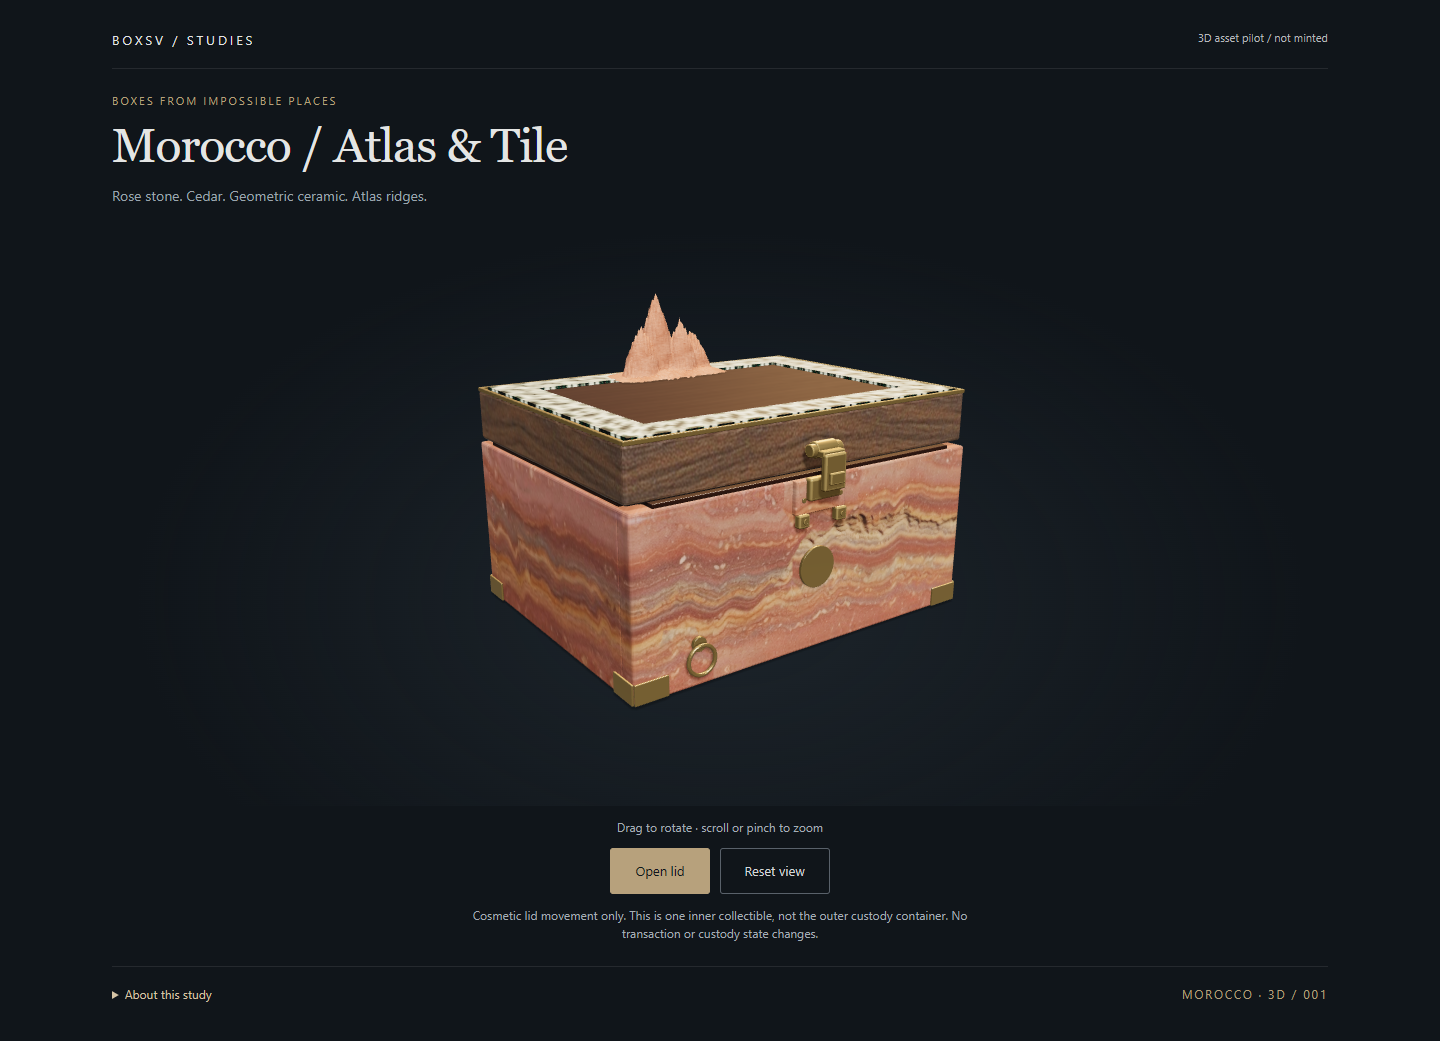 BOXSV / STUDIES
3D asset pilot / not minted
BOXES FROM IMPOSSIBLE PLACES
Morocco / Atlas & Tile
Rose stone. Cedar. Geometric ceramic. Atlas ridges.
Drag to rotate · scroll or pinch to zoom
Open lid
Reset view
Cosmetic lid movement only. This is one inner collectible, not the outer custody container. No
transaction or custody state changes.
▶ About this study
MOROCCO · 3D / 001